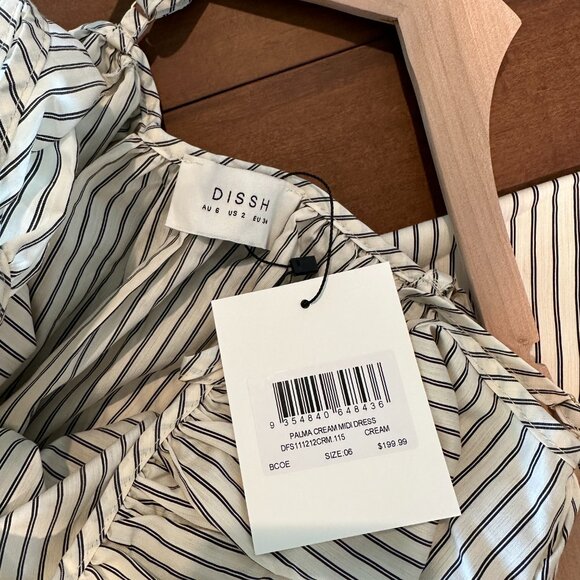 DISSH
AU 6 US 2 EU 34
9 354840 648436
PALMA CREAM MIDI DRESS
DFS111212CRM.115 CREAM
BCOE SIZE.06 $199.99